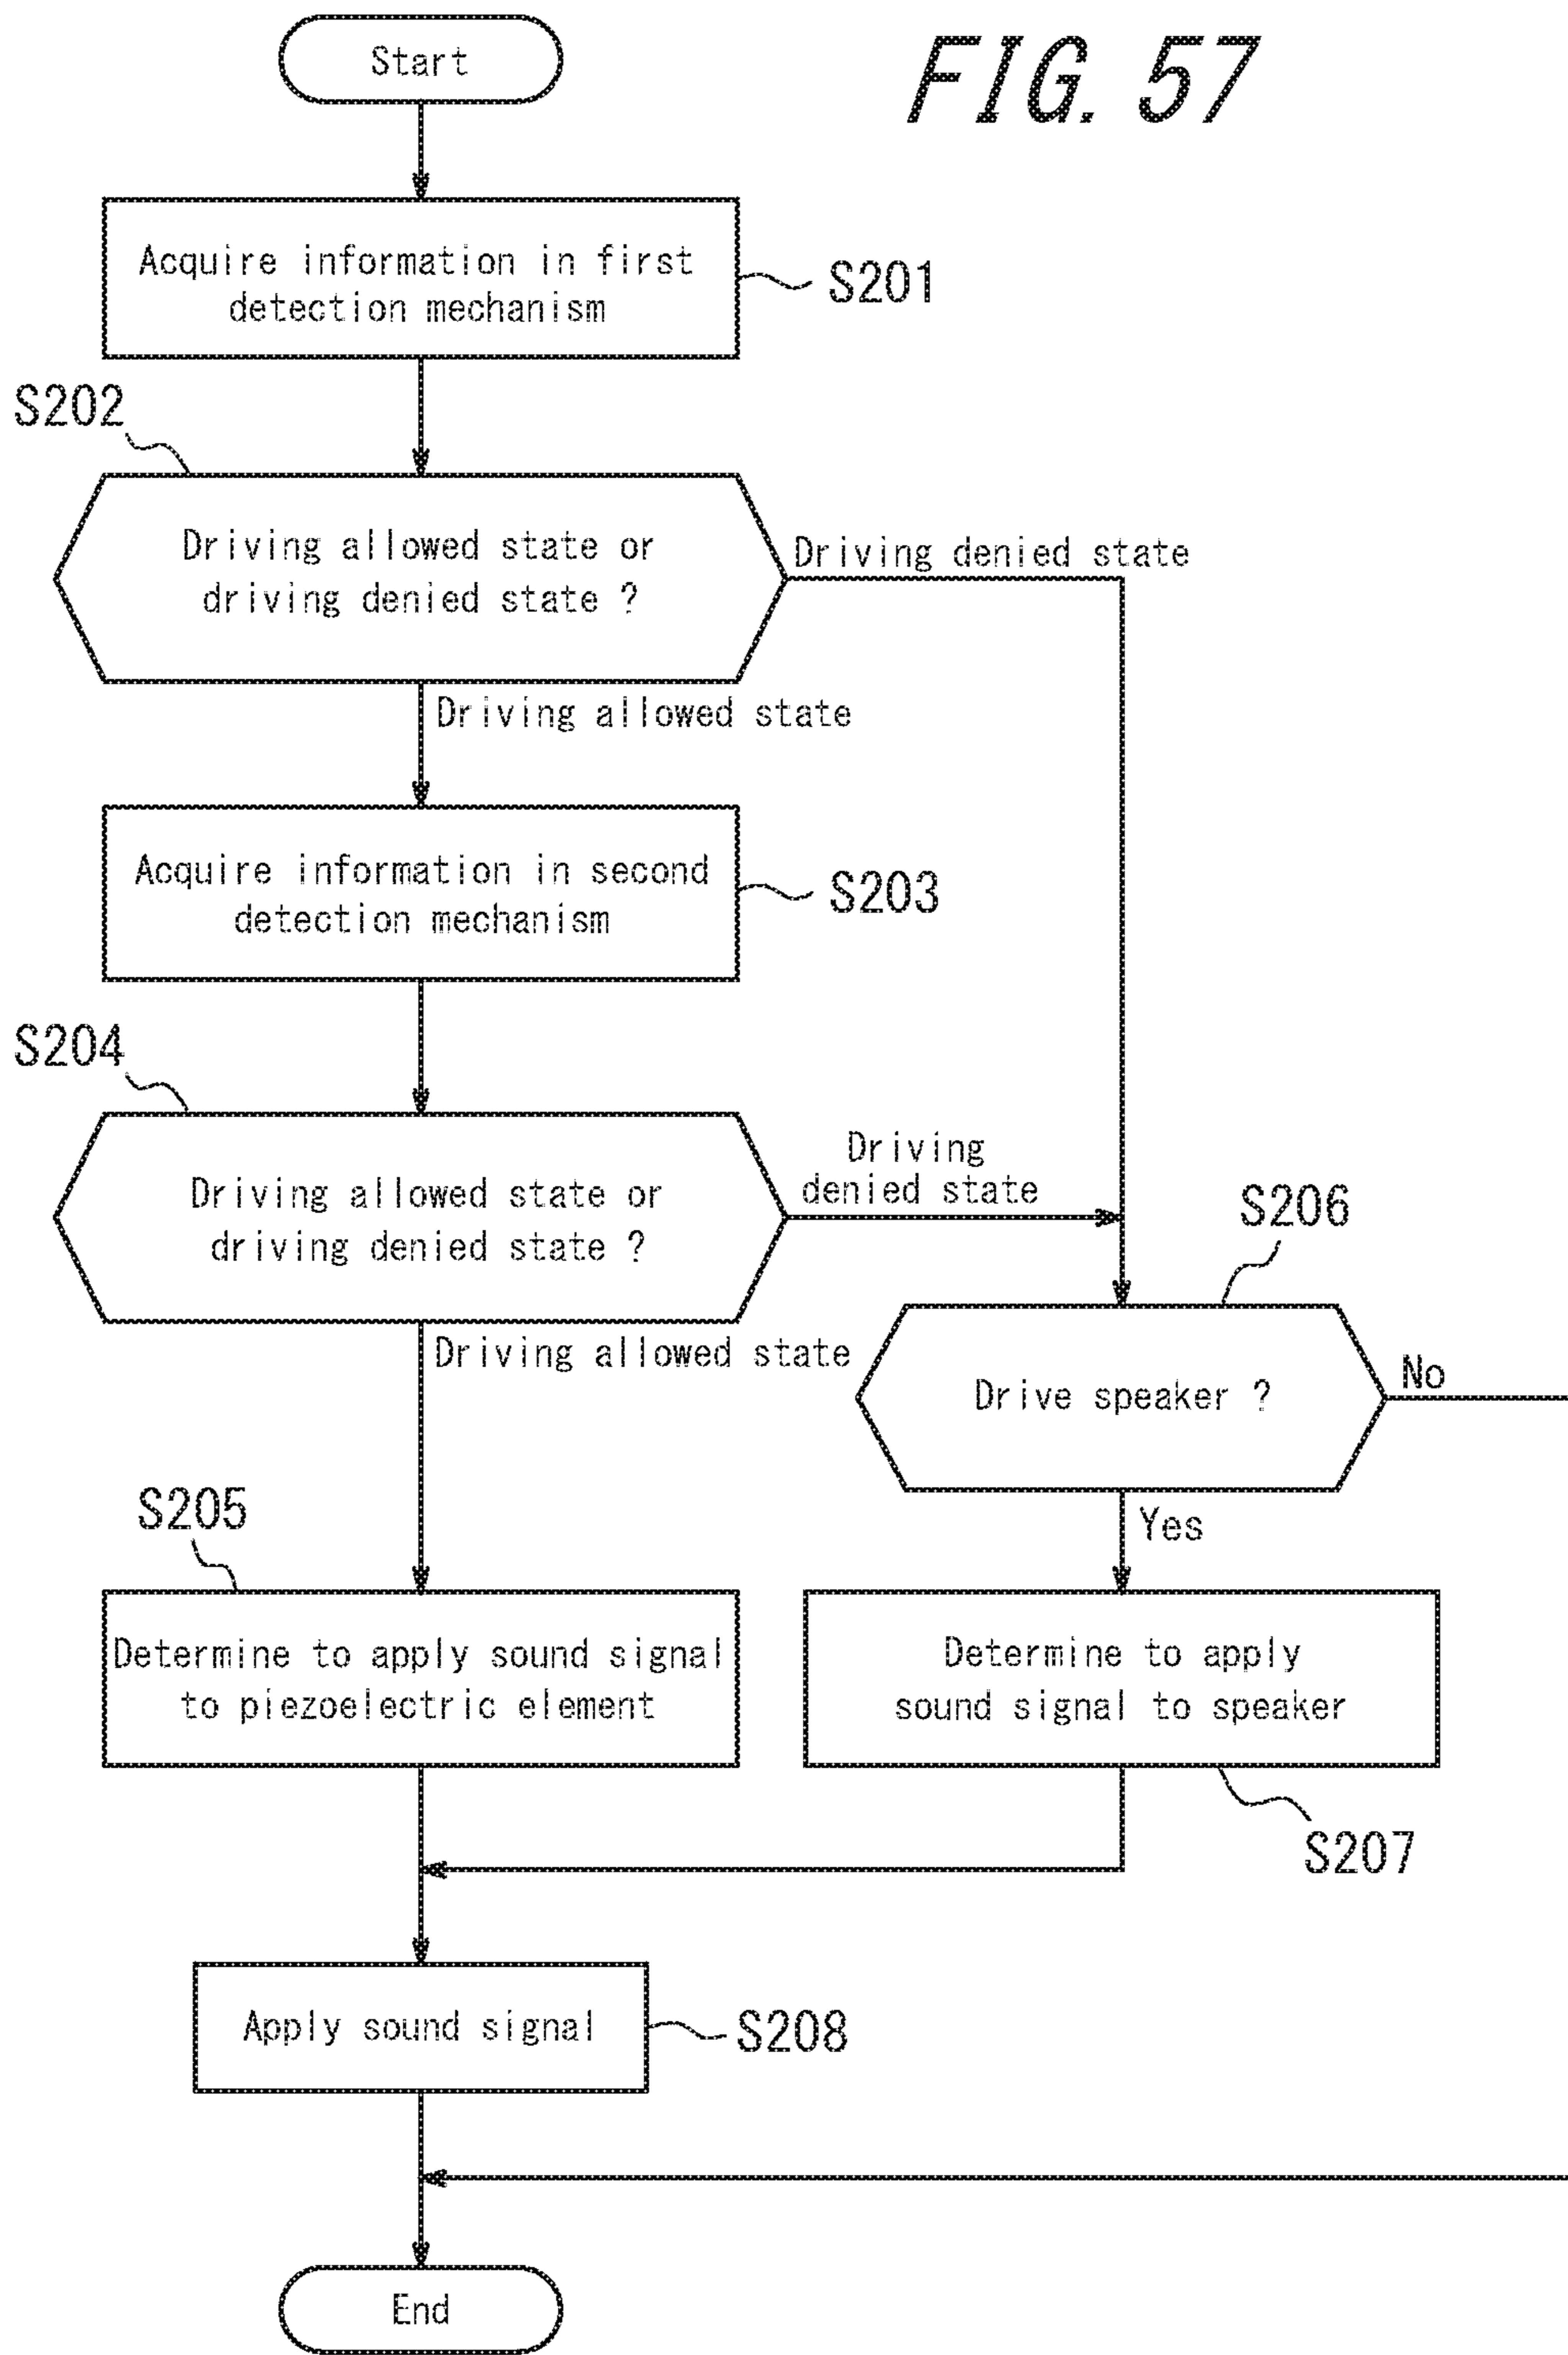 FIG. 57
Start
Acquire information in first
detection mechanism
S201
S202
Driving allowed state or
driving denied state ?
Driving denied state
Driving allowed state
Acquire information in second
detection mechanism
S203
S204
Driving allowed state or
driving denied state ?
Driving
denied state
Driving allowed state
S206
Drive speaker ?
No
Yes
S205
Determine to apply sound signal
to piezoelectric element
Determine to apply
sound signal to speaker
S207
Apply sound signal
S208
End